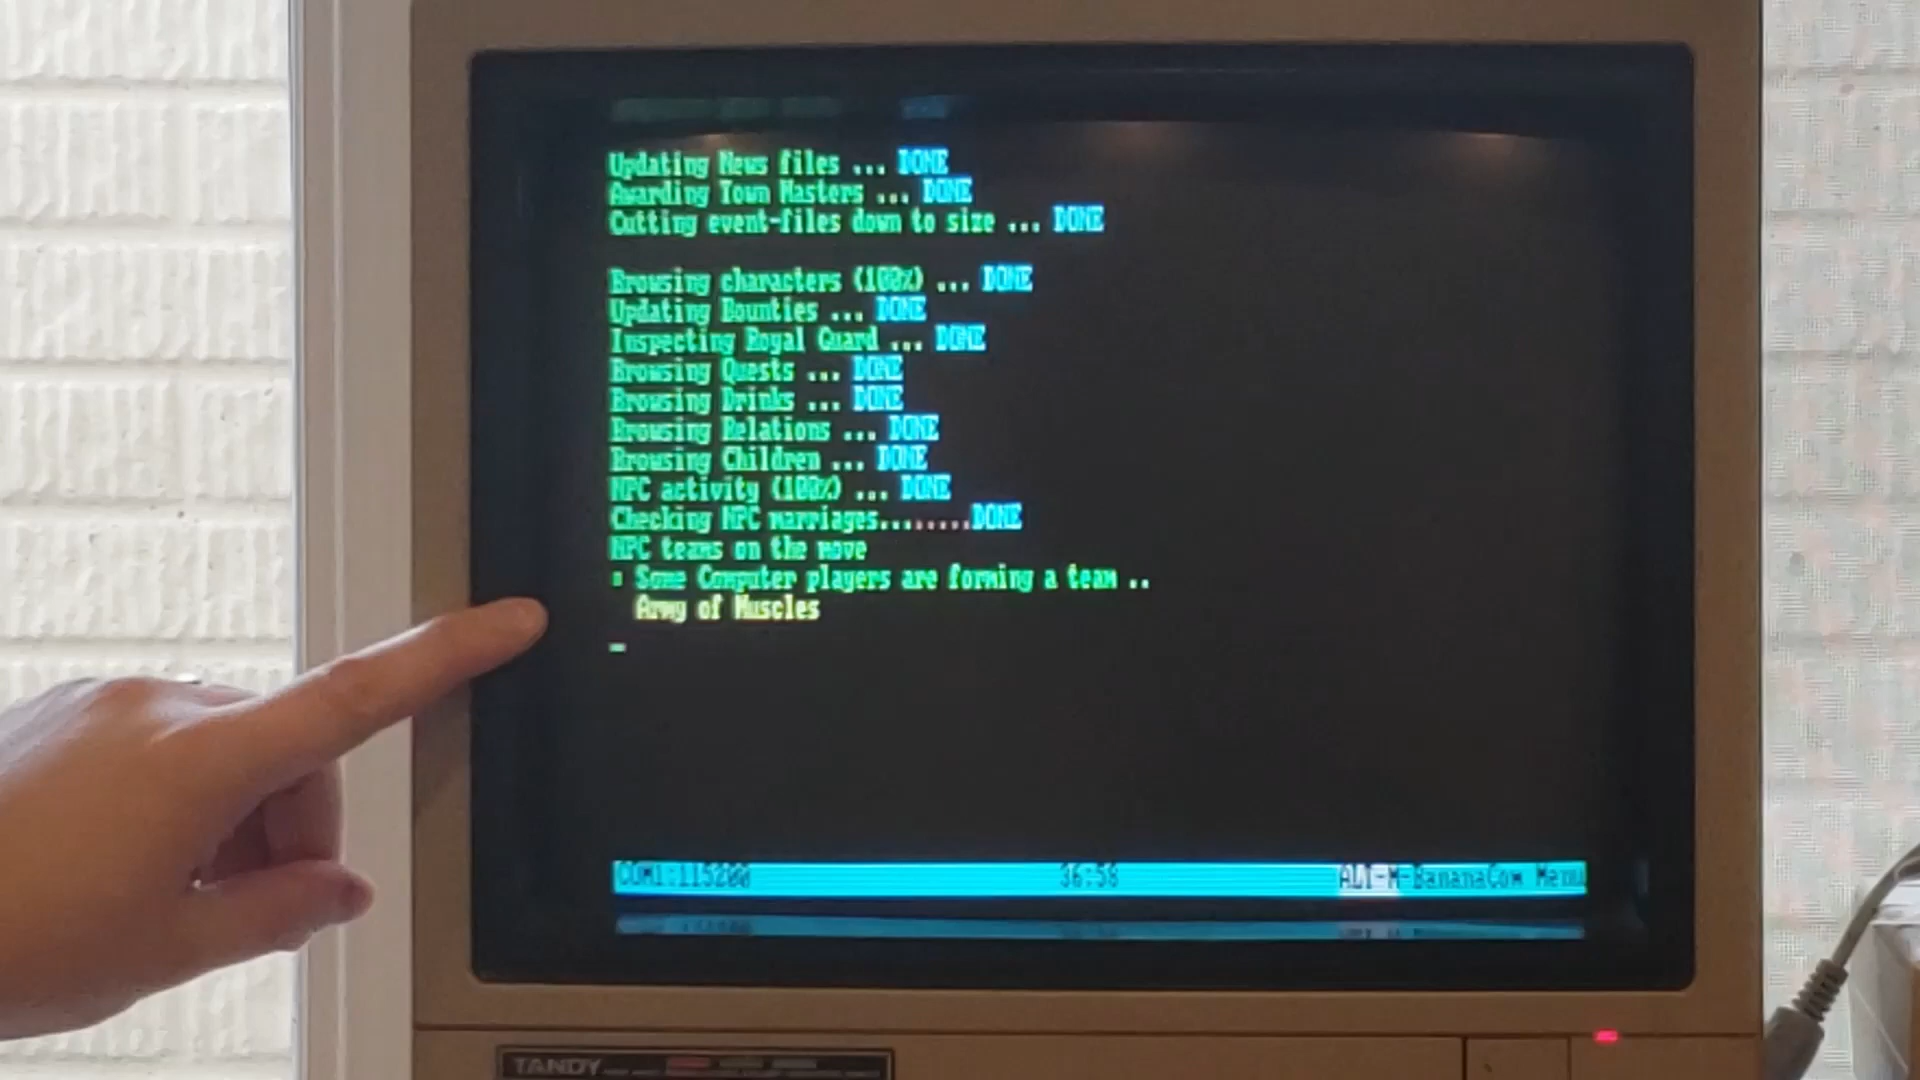 Updating News files ... DONE
Awarding Town Masters ... DONE
Cutting event-files down to size ... DONE
Browsing characters (100%) ... DONE
Updating Bounties ... DONE
Inspecting Royal Guard ... DONE
Browsing Quests ... DONE
Browsing Drinks ... DONE
Browsing Relations ... DONE
Browsing Children ... DONE
NPC activity (100%) ... DONE
Checking NPC marriages........DONE
NPC teams on the move
Some Computer players are forming a team ..
Army of Muscles
COM1:115200 36:58 ALT-M-BananaCom Menu
TANDY